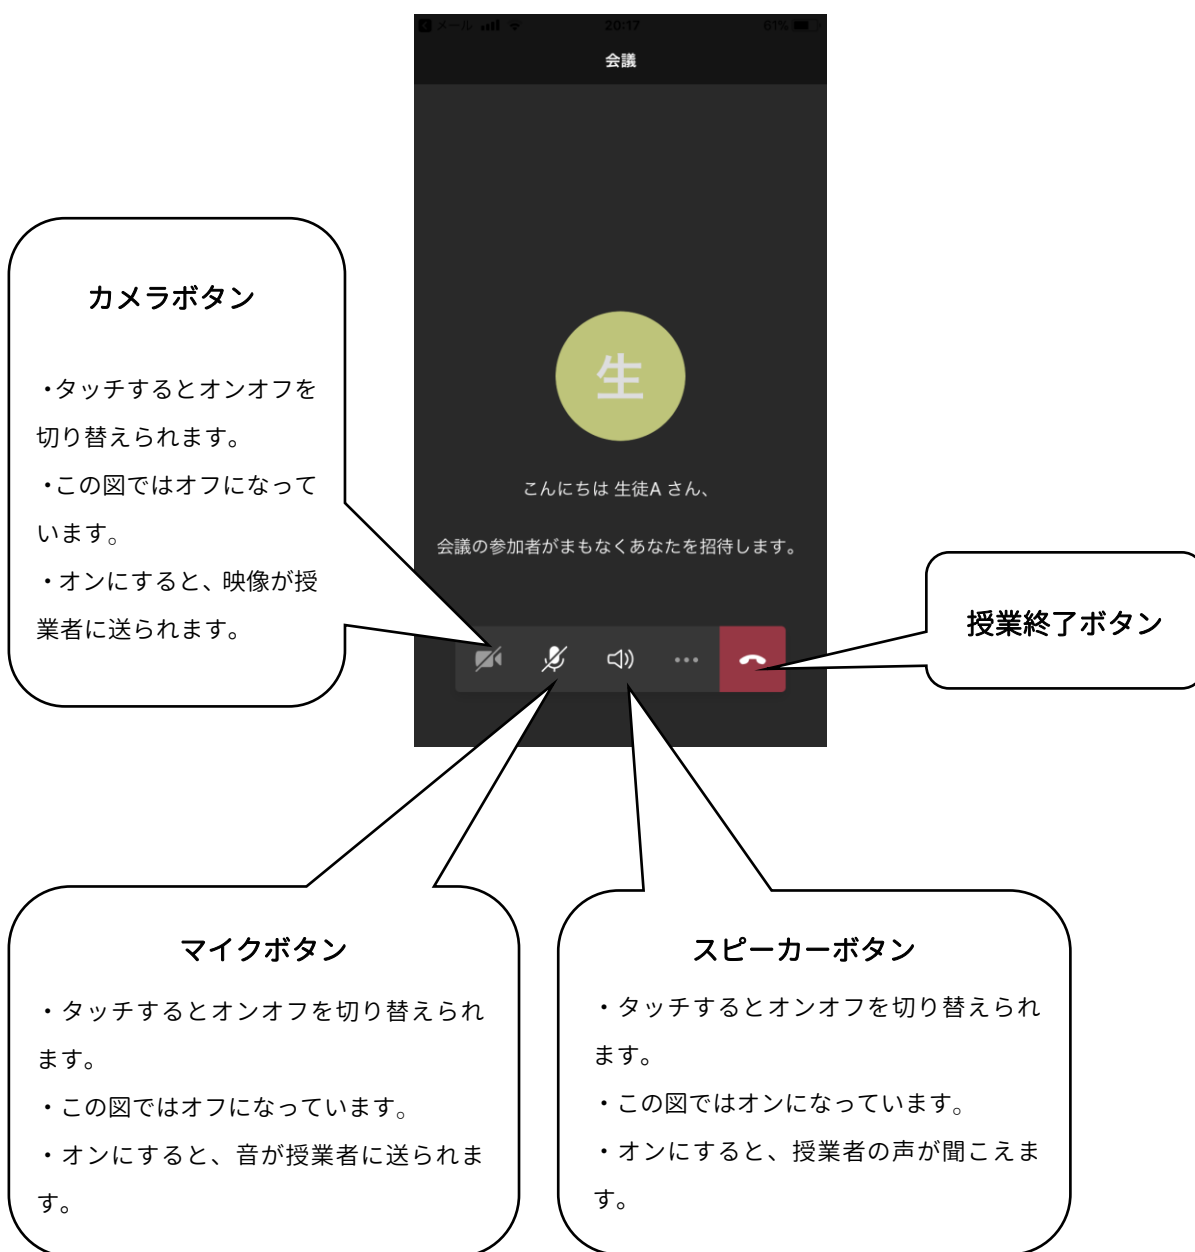 メール 20:17 61%
会議
カメラボタン
・タッチするとオンオフを
切り替えられます。
・この図ではオフになって
います。
・オンにすると、映像が授
業者に送られます。
生
こんにちは 生徒A さん、
会議の参加者がまもなくあなたを招待します。
授業終了ボタン
マイクボタン
・タッチするとオンオフを切り替えられ
ます。
・この図ではオフになっています。
・オンにすると、音が授業者に送られま
す。
スピーカーボタン
・タッチするとオンオフを切り替えられ
ます。
・この図ではオンになっています。
・オンにすると、授業者の声が聞こえま
す。